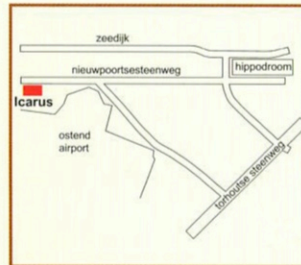 zeedijk
hippodroom
nieuwpoortsesteenweg
Icarus
ostend
airport
torhoutse steenweg